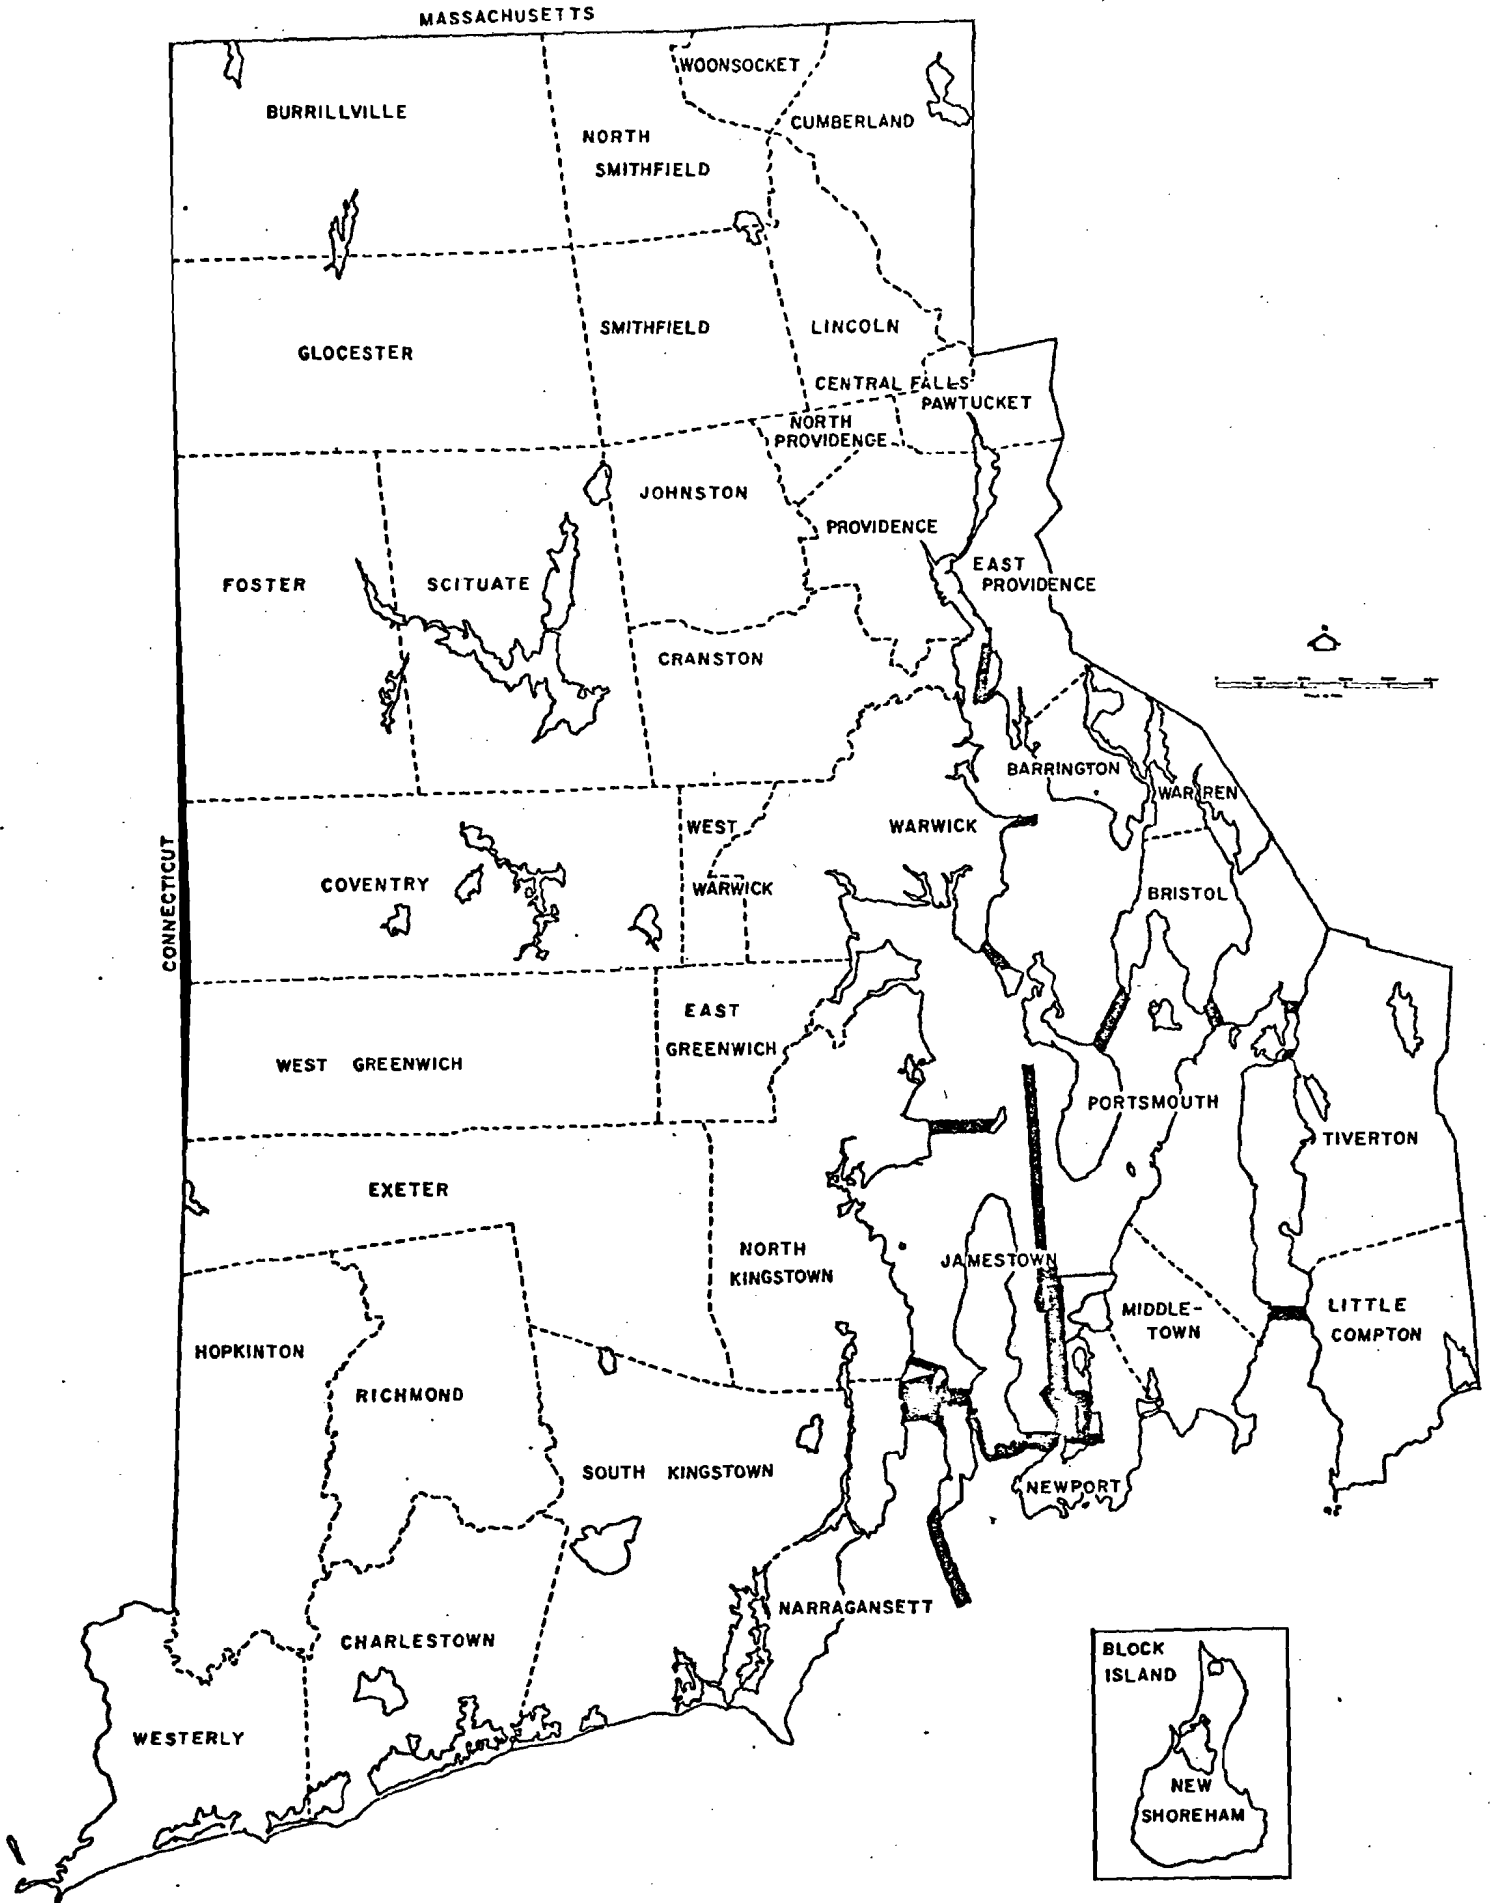 MASSACHUSETTS
WOONSOCKET
BURRILLVILLE
CUMBERLAND
NORTH
SMITHFIELD
SMITHFIELD
LINCOLN
GLOCESTER
CENTRAL FALLS
PAWTUCKET
NORTH
PROVIDENCE
JOHNSTON
PROVIDENCE
EAST
PROVIDENCE
FOSTER
SCITUATE
CRANSTON
BARRINGTON
WARREN
WEST
WARWICK
WARWICK
CONNECTICUT
COVENTRY
BRISTOL
EAST
GREENWICH
WEST GREENWICH
PORTSMOUTH
TIVERTON
EXETER
NORTH
KINGSTOWN
JAMESTOWN
MIDDLE-
TOWN
LITTLE
COMPTON
HOPKINTON
RICHMOND
SOUTH KINGSTOWN
NEWPORT
NARRAGANSETT
CHARLESTOWN
BLOCK
ISLAND
WESTERLY
NEW
SHOREHAM